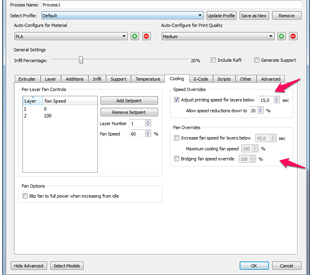 Process Name: Process1
Select Profile: Default Update Profile Save as New Remove
Auto-Configure for Material Auto-Configure for Print Quality
PLA Medium
General Settings
Infill Percentage: 20% Include Raft Generate Support
Extruder Layer Additions Infill Support Temperature Cooling G-Code Scripts Other Advanced
Per-Layer Fan Controls Speed Overrides
Layer Fan Speed Add Setpoint Adjust printing speed for layers below 15,0 sec
1 0 Remove Setpoint Allow speed reductions down to 20 %
2 100
Layer Number 1 Fan Overrides
Fan Speed 60 % Increase fan speed for layers below 45,0 sec
Maximum cooling fan speed 100 %
Bridging fan speed override 100 %
Fan Options
Blip fan to full power when increasing from idle
Hide Advanced Select Models OK Cancel